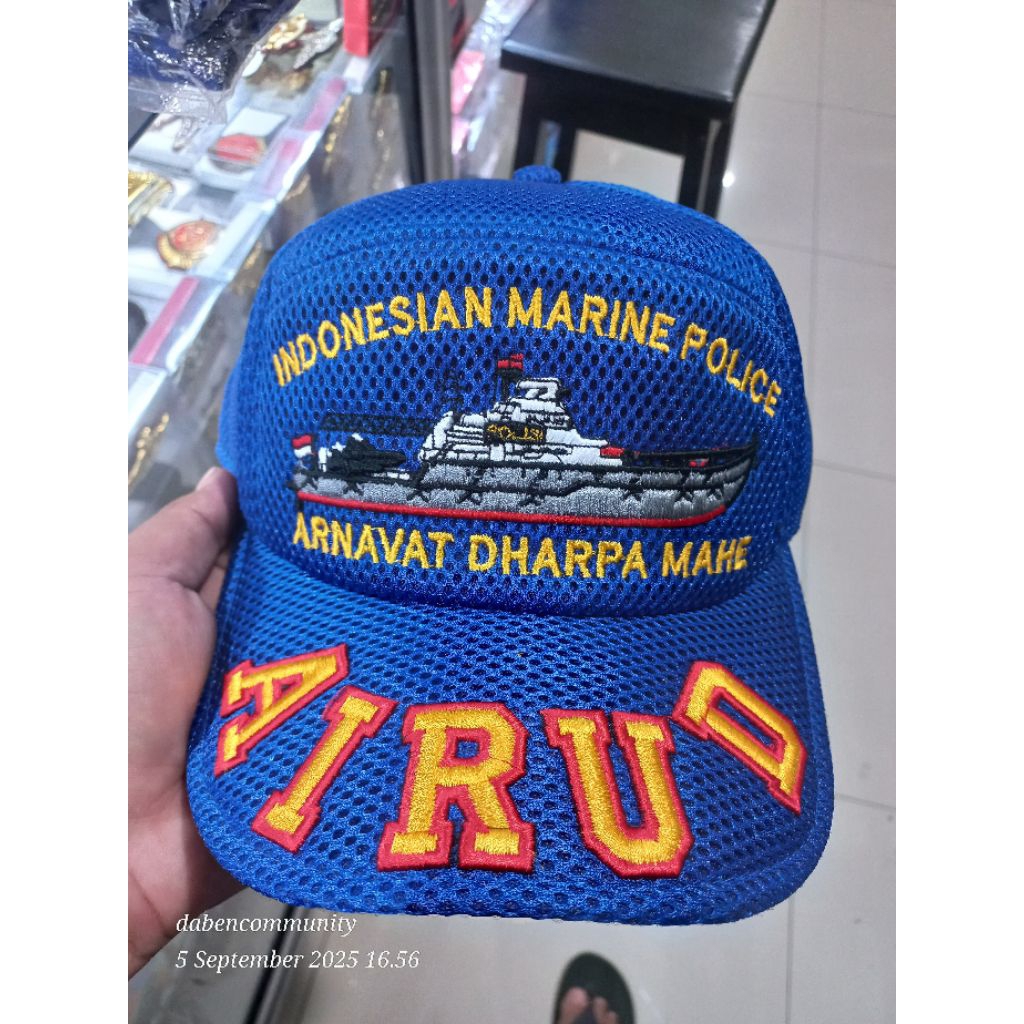 INDONESIAN MARINE POLICE
POLISI
ARNAVAT DHARPA MAHE
AIRUD
dabencommunity
5 September 2025 16.56